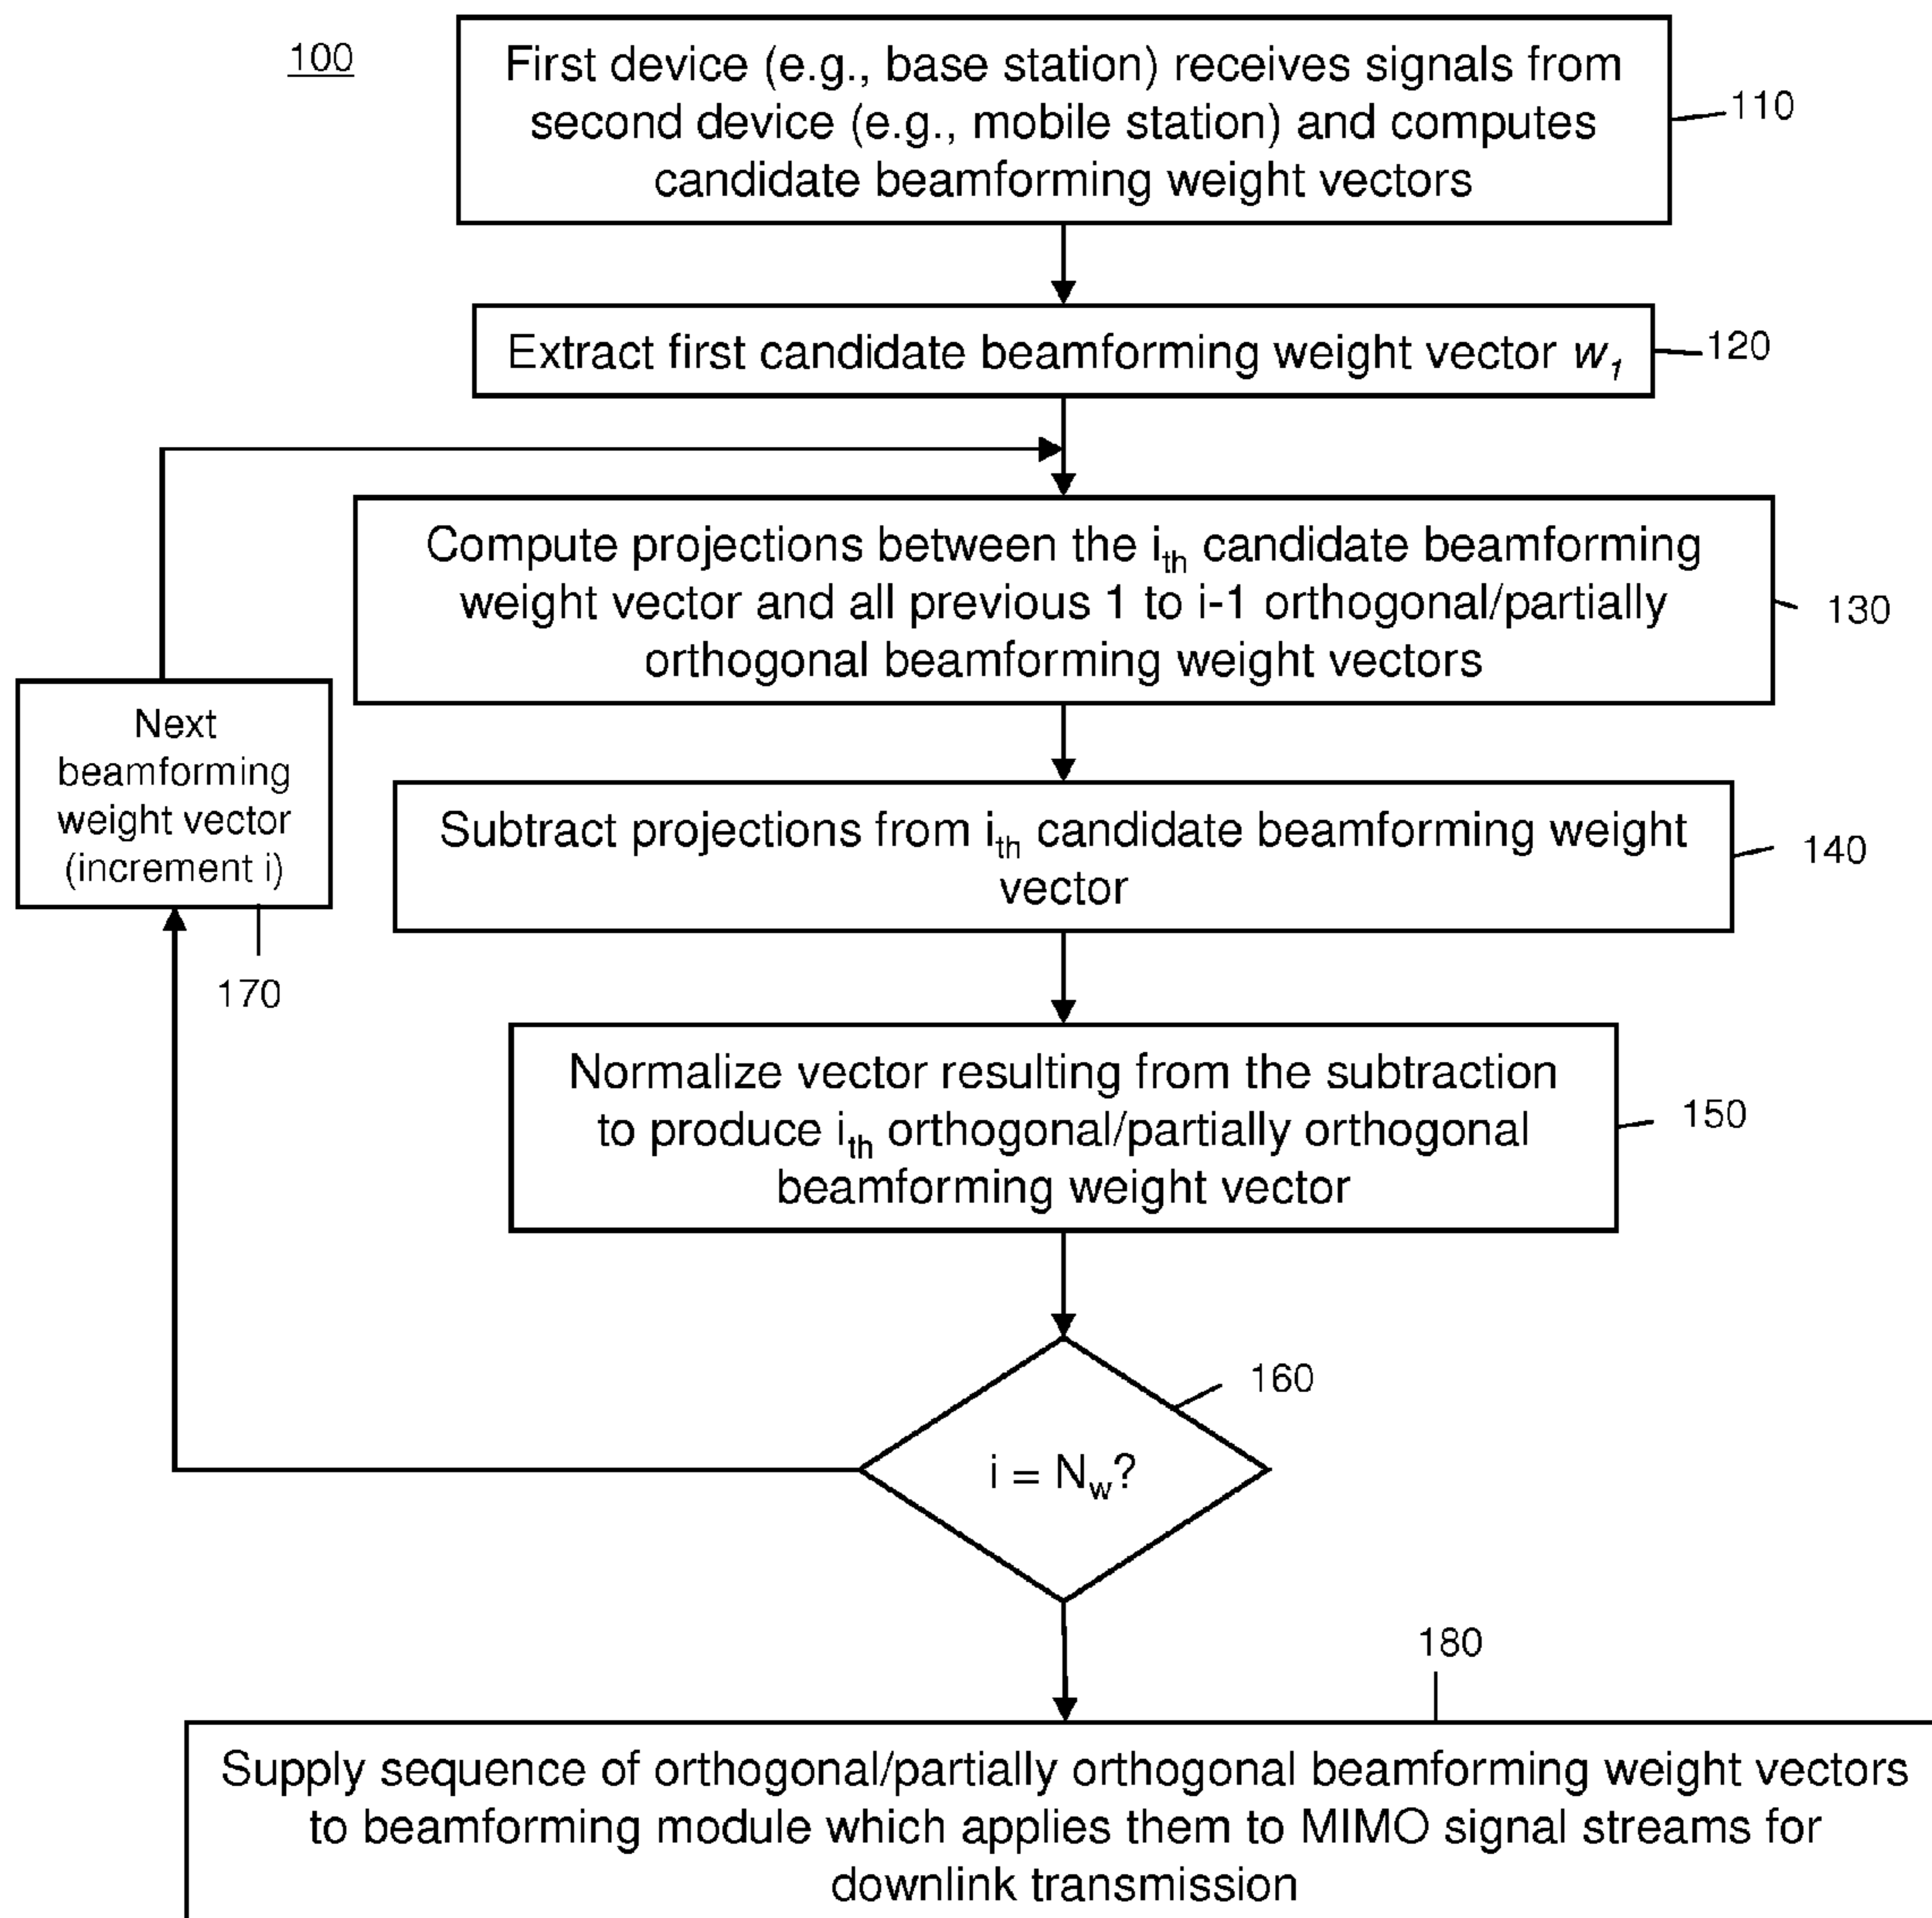 100
First device (e.g., base station) receives signals from
second device (e.g., mobile station) and computes
candidate beamforming weight vectors
110
Extract first candidate beamforming weight vector w1
120
Compute projections between the ith candidate beamforming
weight vector and all previous 1 to i-1 orthogonal/partially
orthogonal beamforming weight vectors
130
Next
beamforming
weight vector
(increment i)
170
Subtract projections from ith candidate beamforming weight
vector
140
Normalize vector resulting from the subtraction
to produce ith orthogonal/partially orthogonal
beamforming weight vector
150
160
i = Nw?
180
Supply sequence of orthogonal/partially orthogonal beamforming weight vectors
to beamforming module which applies them to MIMO signal streams for
downlink transmission